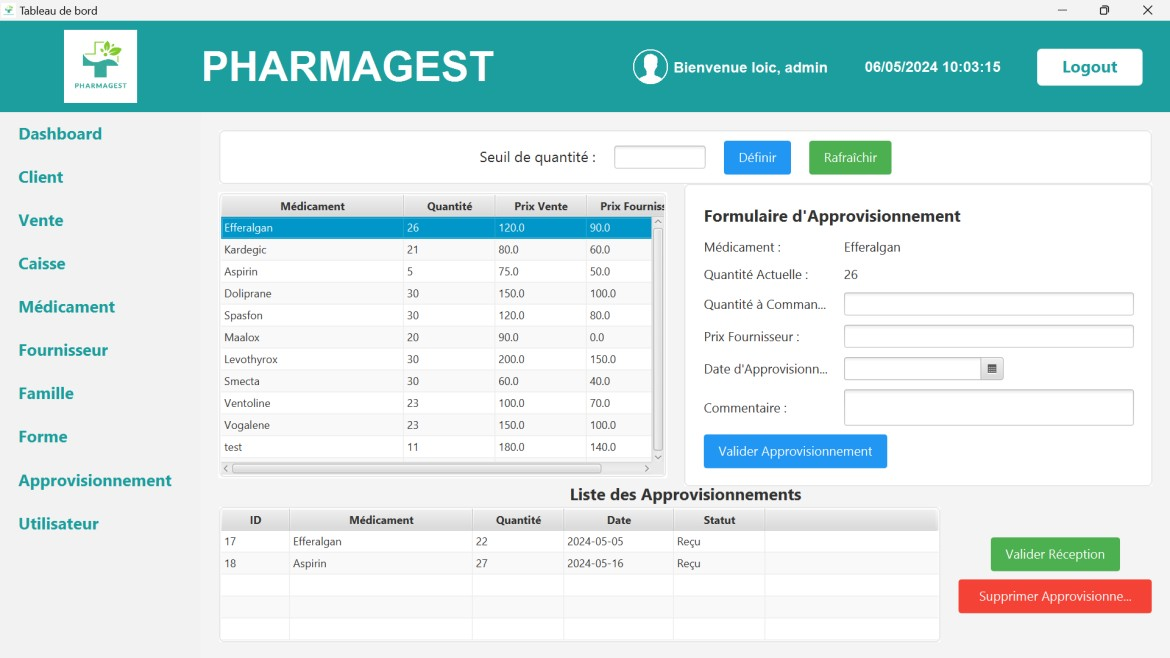 Tableau de bord
PHARMAGEST
PHARMAGEST
Bienvenue loic, admin
06/05/2024 10:03:15
Logout
Dashboard
Client
Vente
Caisse
Médicament
Fournisseur
Famille
Forme
Approvisionnement
Utilisateur
Seuil de quantité :
Définir
Rafraîchir
Médicament Quantité Prix Vente Prix Fourniss
Efferalgan 26 120.0 90.0
Kardegic 21 80.0 60.0
Aspirin 5 75.0 50.0
Doliprane 30 150.0 100.0
Spasfon 30 120.0 80.0
Maalox 20 90.0 0.0
Levothyrox 30 200.0 150.0
Smecta 30 60.0 40.0
Ventoline 23 100.0 70.0
Vogalene 23 150.0 100.0
test 11 180.0 140.0
Formulaire d'Approvisionnement
Médicament : Efferalgan
Quantité Actuelle : 26
Quantité à Comman...
Prix Fournisseur :
Date d'Approvisionn...
Commentaire :
Valider Approvisionnement
Liste des Approvisionnements
ID Médicament Quantité Date Statut
17 Efferalgan 22 2024-05-05 Reçu
18 Aspirin 27 2024-05-16 Reçu
Valider Réception
Supprimer Approvisionne...